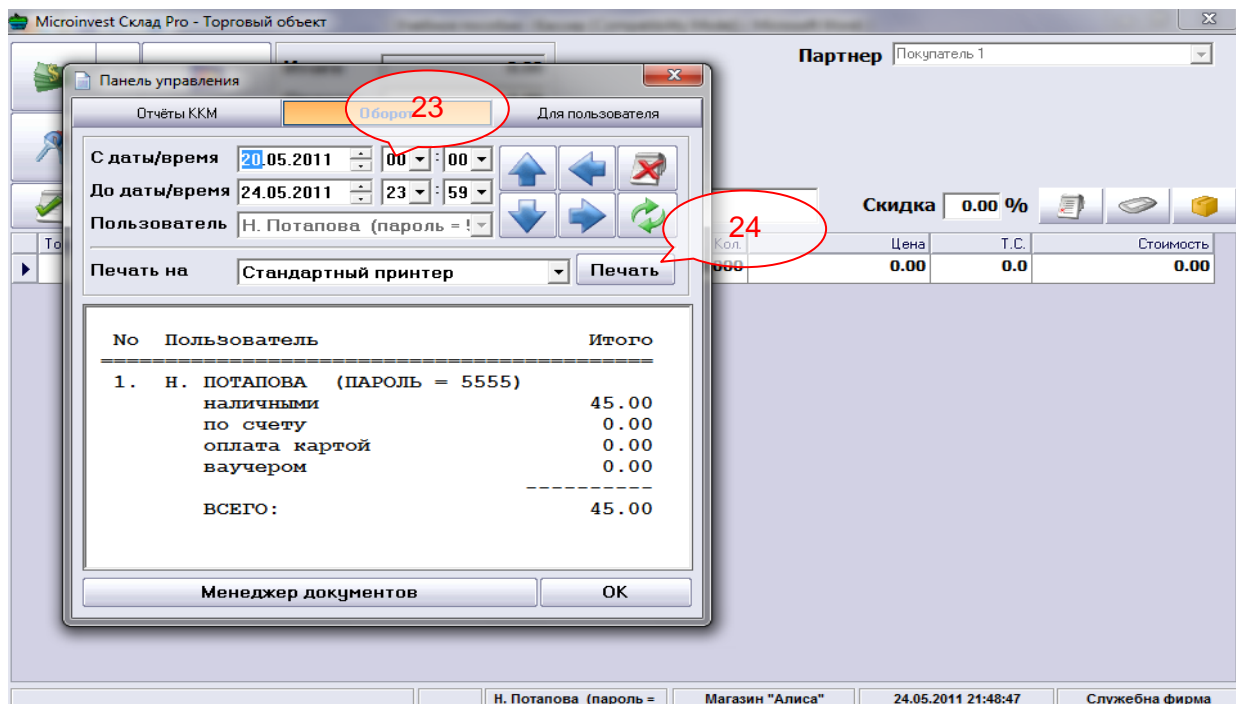 Microinvest Склад Pro - Торговый объект
Партнер Покупатель 1
Панель управления
Отчёты ККМ Оборот 23 Для пользователя
С даты/время 20.05.2011 00 : 00
До даты/время 24.05.2011 23 : 59
Скидка 0.00 %
Пользователь Н. Потапова (пароль =
24
Кол. Цена Т.С. Стоимость
Печать на Стандартный принтер Печать
0.00 0.0 0.00
No Пользователь Итого
1. Н. ПОТАПОВА (ПАРОЛЬ = 5555)
наличными 45.00
по счету 0.00
оплата картой 0.00
ваучером 0.00
ВСЕГО: 45.00
Менеджер документов OK
Н. Потапова (пароль = Магазин "Алиса" 24.05.2011 21:48:47 Служебна фирма